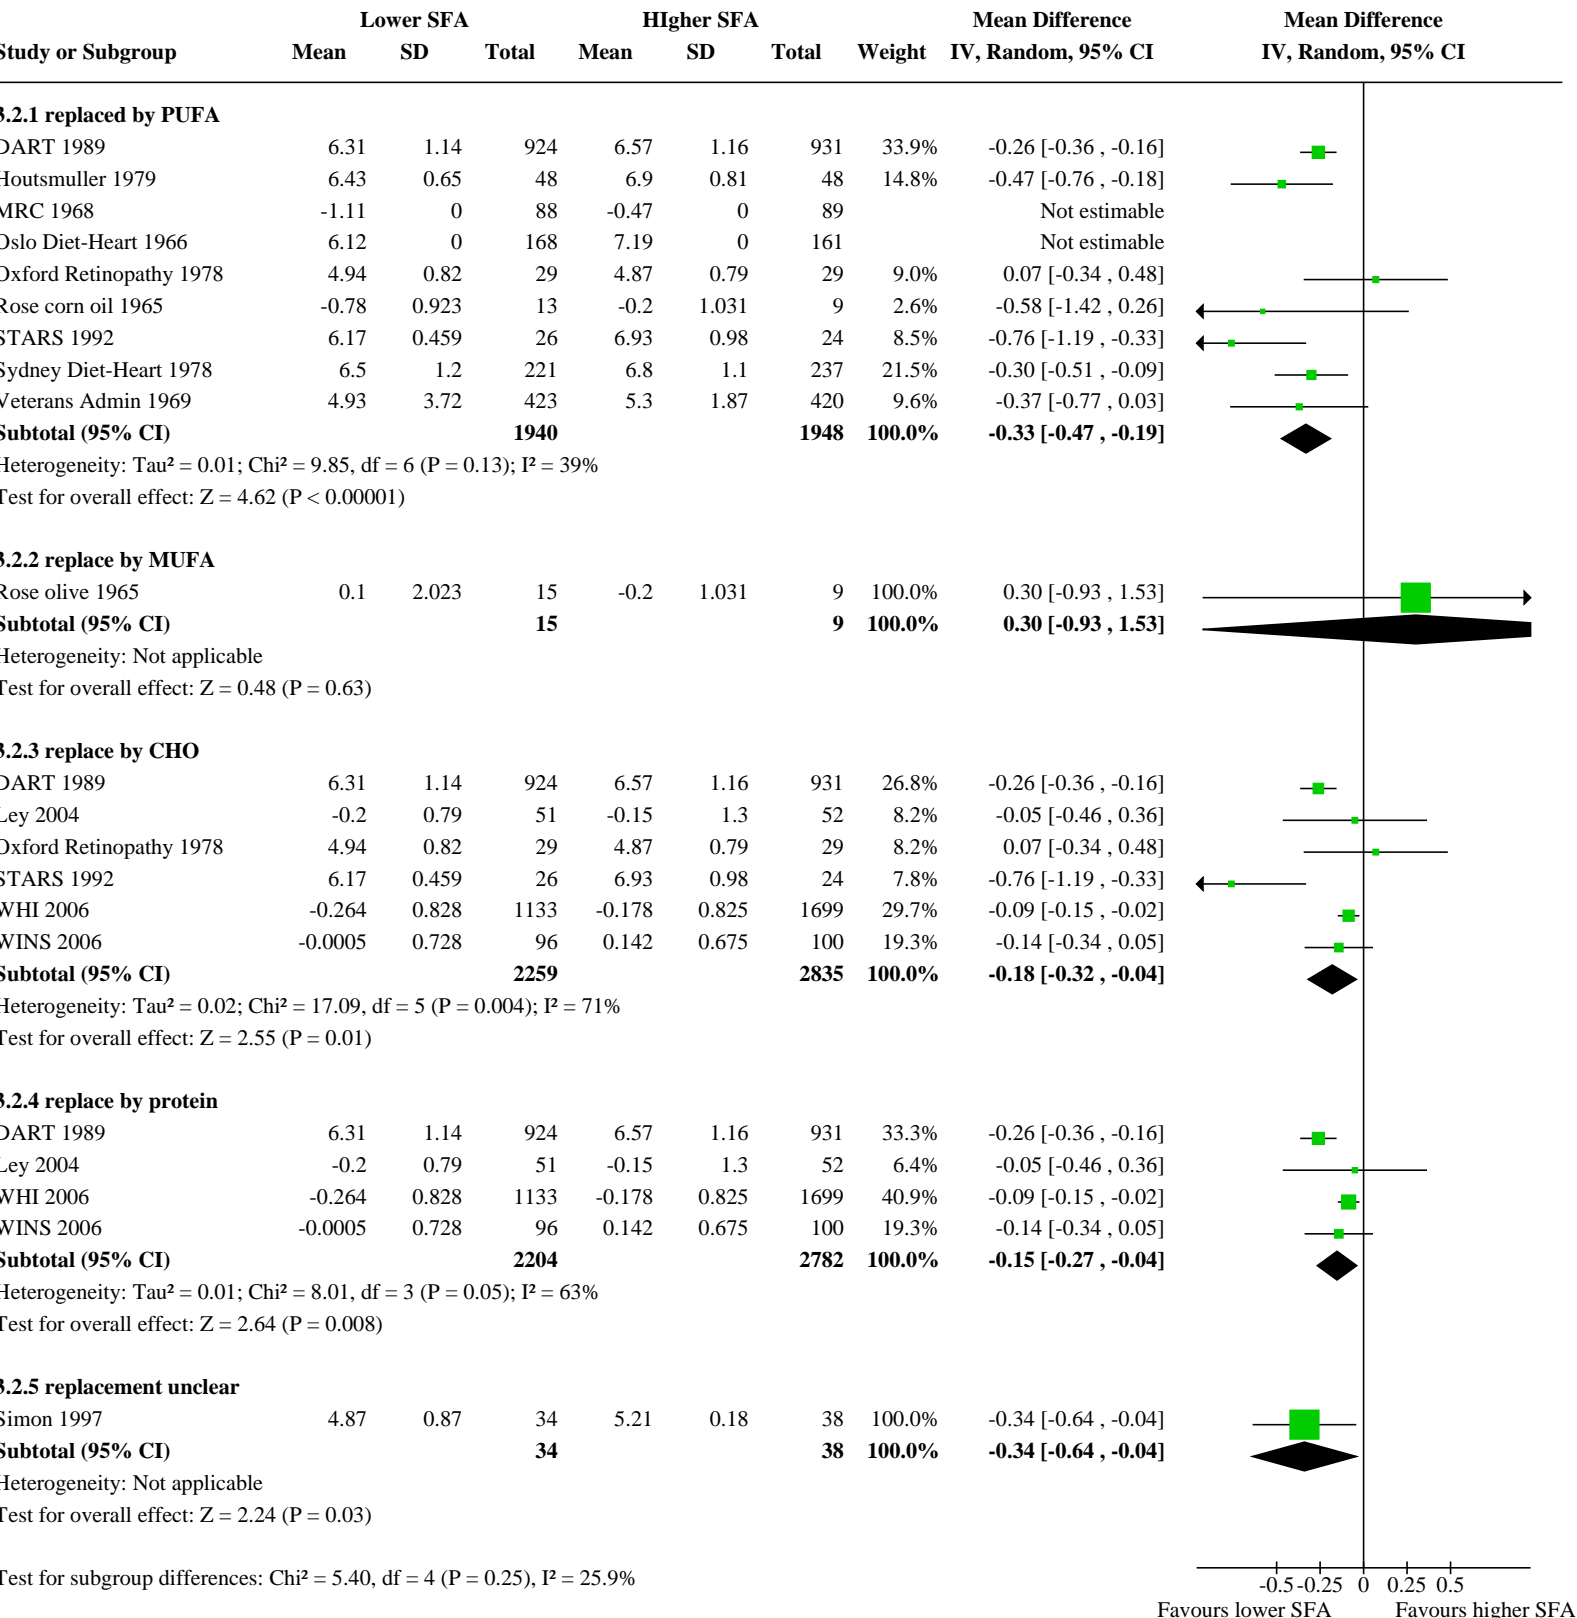 Lower SFA HIgher SFA Mean Difference Mean Difference
Study or Subgroup Mean SD Total Mean SD Total Weight IV, Random, 95% CI IV, Random, 95% CI
3.2.1 replaced by PUFA
DART 1989 6.31 1.14 924 6.57 1.16 931 33.9% -0.26 [-0.36 , -0.16]
Houtsmuller 1979 6.43 0.65 48 6.9 0.81 48 14.8% -0.47 [-0.76 , -0.18]
MRC 1968 -1.11 0 88 -0.47 0 89 Not estimable
Oslo Diet-Heart 1966 6.12 0 168 7.19 0 161 Not estimable
Oxford Retinopathy 1978 4.94 0.82 29 4.87 0.79 29 9.0% 0.07 [-0.34 , 0.48]
Rose corn oil 1965 -0.78 0.923 13 -0.2 1.031 9 2.6% -0.58 [-1.42 , 0.26]
STARS 1992 6.17 0.459 26 6.93 0.98 24 8.5% -0.76 [-1.19 , -0.33]
Sydney Diet-Heart 1978 6.5 1.2 221 6.8 1.1 237 21.5% -0.30 [-0.51 , -0.09]
Veterans Admin 1969 4.93 3.72 423 5.3 1.87 420 9.6% -0.37 [-0.77 , 0.03]
Subtotal (95% CI) 1940 1948 100.0% -0.33 [-0.47 , -0.19]
Heterogeneity: Tau² = 0.01; Chi² = 9.85, df = 6 (P = 0.13); I² = 39%
Test for overall effect: Z = 4.62 (P < 0.00001)
3.2.2 replace by MUFA
Rose olive 1965 0.1 2.023 15 -0.2 1.031 9 100.0% 0.30 [-0.93 , 1.53]
Subtotal (95% CI) 15 9 100.0% 0.30 [-0.93 , 1.53]
Heterogeneity: Not applicable
Test for overall effect: Z = 0.48 (P = 0.63)
3.2.3 replace by CHO
DART 1989 6.31 1.14 924 6.57 1.16 931 26.8% -0.26 [-0.36 , -0.16]
Ley 2004 -0.2 0.79 51 -0.15 1.3 52 8.2% -0.05 [-0.46 , 0.36]
Oxford Retinopathy 1978 4.94 0.82 29 4.87 0.79 29 8.2% 0.07 [-0.34 , 0.48]
STARS 1992 6.17 0.459 26 6.93 0.98 24 7.8% -0.76 [-1.19 , -0.33]
WHI 2006 -0.264 0.828 1133 -0.178 0.825 1699 29.7% -0.09 [-0.15 , -0.02]
WINS 2006 -0.0005 0.728 96 0.142 0.675 100 19.3% -0.14 [-0.34 , 0.05]
Subtotal (95% CI) 2259 2835 100.0% -0.18 [-0.32 , -0.04]
Heterogeneity: Tau² = 0.02; Chi² = 17.09, df = 5 (P = 0.004); I² = 71%
Test for overall effect: Z = 2.55 (P = 0.01)
3.2.4 replace by protein
DART 1989 6.31 1.14 924 6.57 1.16 931 33.3% -0.26 [-0.36 , -0.16]
Ley 2004 -0.2 0.79 51 -0.15 1.3 52 6.4% -0.05 [-0.46 , 0.36]
WHI 2006 -0.264 0.828 1133 -0.178 0.825 1699 40.9% -0.09 [-0.15 , -0.02]
WINS 2006 -0.0005 0.728 96 0.142 0.675 100 19.3% -0.14 [-0.34 , 0.05]
Subtotal (95% CI) 2204 2782 100.0% -0.15 [-0.27 , -0.04]
Heterogeneity: Tau² = 0.01; Chi² = 8.01, df = 3 (P = 0.05); I² = 63%
Test for overall effect: Z = 2.64 (P = 0.008)
3.2.5 replacement unclear
Simon 1997 4.87 0.87 34 5.21 0.18 38 100.0% -0.34 [-0.64 , -0.04]
Subtotal (95% CI) 34 38 100.0% -0.34 [-0.64 , -0.04]
Heterogeneity: Not applicable
Test for overall effect: Z = 2.24 (P = 0.03)
Test for subgroup differences: Chi² = 5.40, df = 4 (P = 0.25), I² = 25.9%
-0.5 -0.25 0 0.25 0.5
Favours lower SFA Favours higher SFA